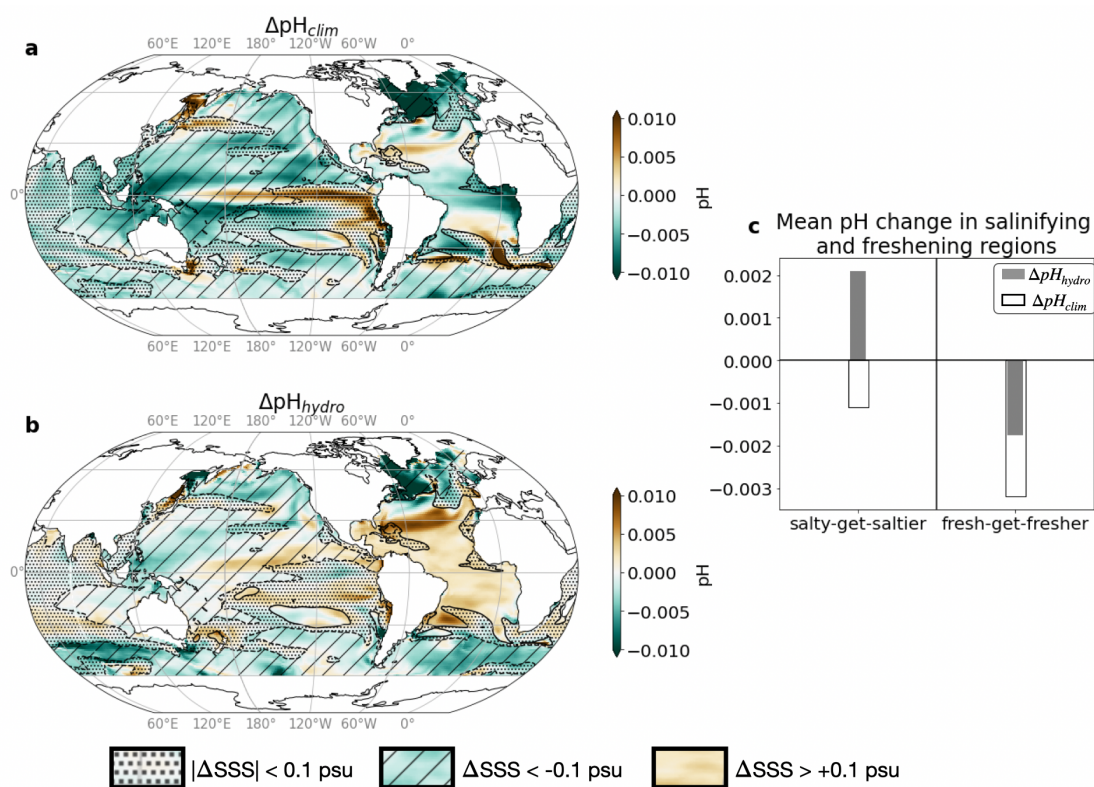 ΔpH_clim
a
60°E 120°E 180° 120°W 60°W 0°
0°
60°E 120°E 180° 120°W 60°W 0°
0.010
0.005
0.000
−0.005
−0.010
pH
ΔpH_hydro
b
60°E 120°E 180° 120°W 60°W 0°
0°
60°E 120°E 180° 120°W 60°W 0°
0.010
0.005
0.000
−0.005
−0.010
pH
c Mean pH change in salinifying
and freshening regions
0.002
0.001
0.000
−0.001
−0.002
−0.003
ΔpH_hydro
ΔpH_clim
salty-get-saltier fresh-get-fresher
|ΔSSS| < 0.1 psu ΔSSS < -0.1 psu ΔSSS > +0.1 psu